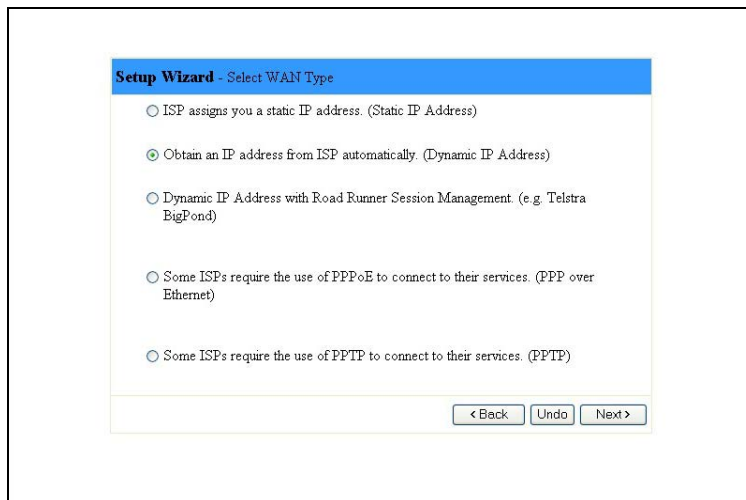 Setup Wizard - Select WAN Type
ISP assigns you a static IP address. (Static IP Address)
Obtain an IP address from ISP automatically. (Dynamic IP Address)
Dynamic IP Address with Road Runner Session Management. (e.g. Telstra
BigPond)
Some ISPs require the use of PPPoE to connect to their services. (PPP over
Ethernet)
Some ISPs require the use of PPTP to connect to their services. (PPTP)
< Back Undo Next >